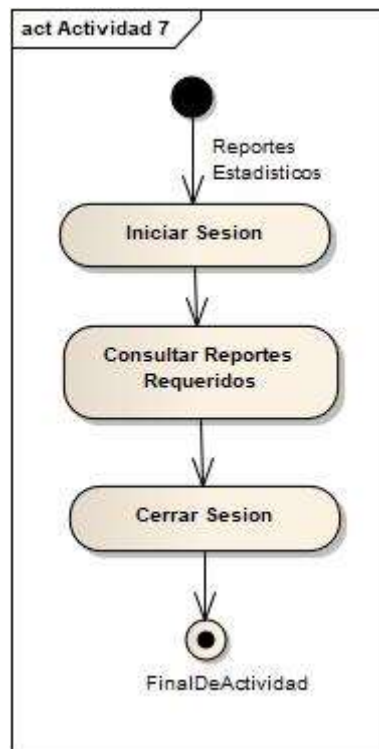 act Actividad 7
Reportes
Estadisticos
Iniciar Sesion
Consultar Reportes
Requeridos
Cerrar Sesion
FinalDeActividad